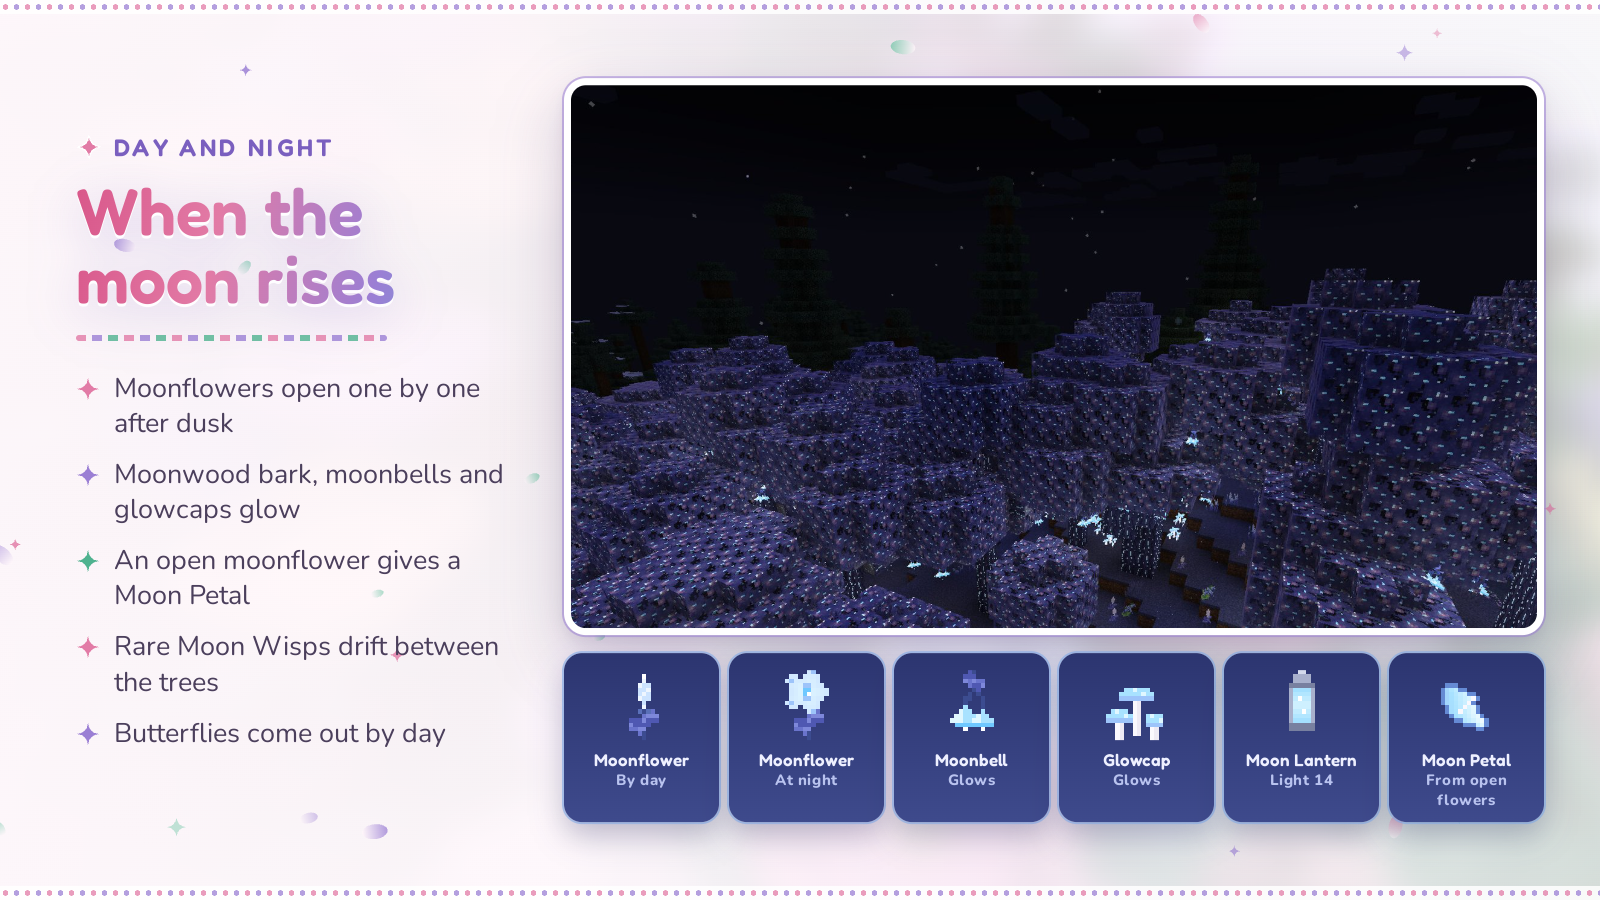 DAY AND NIGHT
When the
moon rises
Moonflowers open one by one
after dusk
Moonwood bark, moonbells and
glowcaps glow
An open moonflower gives a
Moon Petal
Rare Moon Wisps drift between
the trees
Butterflies come out by day
Moonflower
By day
Moonflower
At night
Moonbell
Glows
Glowcap
Glows
Moon Lantern
Light 14
Moon Petal
From open
flowers